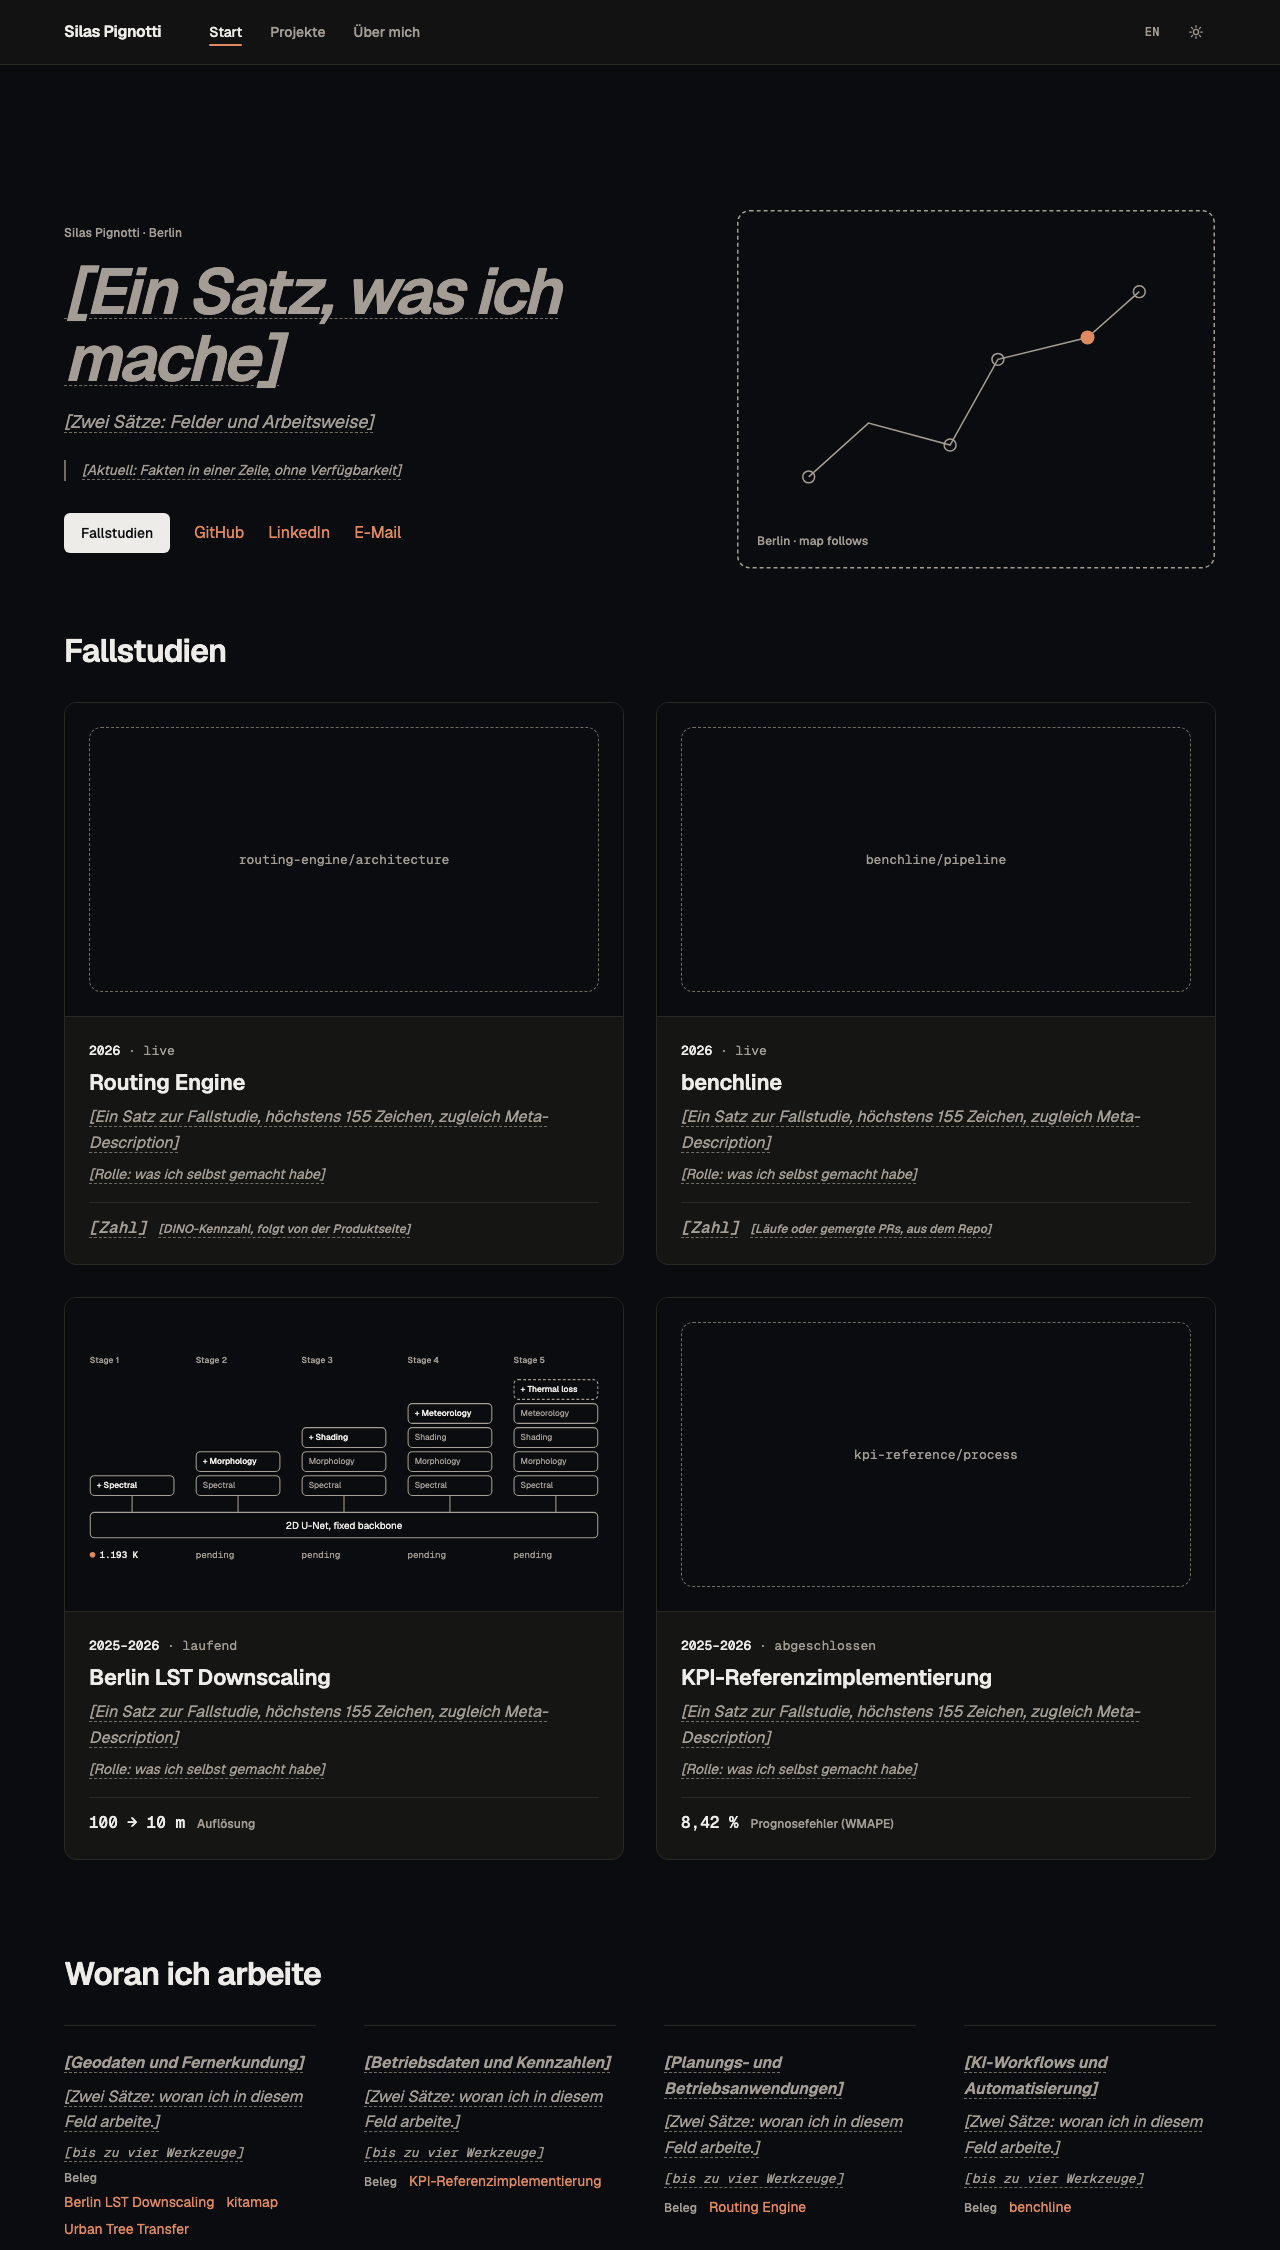 Silas Pignotti Start Projekte Über mich EN
Silas Pignotti · Berlin
[Ein Satz, was ich
mache]
[Zwei Sätze: Felder und Arbeitsweise]
[Aktuell: Fakten in einer Zeile, ohne Verfügbarkeit]
Fallstudien GitHub LinkedIn E-Mail
Berlin · map follows
Fallstudien
routing-engine/architecture
2026 · live
Routing Engine
[Ein Satz zur Fallstudie, höchstens 155 Zeichen, zugleich Meta-
Description]
[Rolle: was ich selbst gemacht habe]
[Zahl] [DINO-Kennzahl, folgt von der Produktseite]
benchline/pipeline
2026 · live
benchline
[Ein Satz zur Fallstudie, höchstens 155 Zeichen, zugleich Meta-
Description]
[Rolle: was ich selbst gemacht habe]
[Zahl] [Läufe oder gemergte PRs, aus dem Repo]
Stage 1 Stage 2 Stage 3 Stage 4 Stage 5
+ Thermal loss
+ Meteorology Meteorology
+ Shading Shading Shading
+ Morphology Morphology Morphology Morphology
+ Spectral Spectral Spectral Spectral Spectral
2D U-Net, fixed backbone
1.193 K pending pending pending pending
2025–2026 · laufend
Berlin LST Downscaling
[Ein Satz zur Fallstudie, höchstens 155 Zeichen, zugleich Meta-
Description]
[Rolle: was ich selbst gemacht habe]
100 → 10 m Auflösung
kpi-reference/process
2025–2026 · abgeschlossen
KPI-Referenzimplementierung
[Ein Satz zur Fallstudie, höchstens 155 Zeichen, zugleich Meta-
Description]
[Rolle: was ich selbst gemacht habe]
8,42 % Prognosefehler (WMAPE)
Woran ich arbeite
[Geodaten und Fernerkundung]
[Zwei Sätze: woran ich in diesem
Feld arbeite.]
[bis zu vier Werkzeuge]
Beleg
Berlin LST Downscaling kitamap
Urban Tree Transfer
[Betriebsdaten und Kennzahlen]
[Zwei Sätze: woran ich in diesem
Feld arbeite.]
[bis zu vier Werkzeuge]
Beleg KPI-Referenzimplementierung
[Planungs- und
Betriebsanwendungen]
[Zwei Sätze: woran ich in diesem
Feld arbeite.]
[bis zu vier Werkzeuge]
Beleg Routing Engine
[KI-Workflows und
Automatisierung]
[Zwei Sätze: woran ich in diesem
Feld arbeite.]
[bis zu vier Werkzeuge]
Beleg benchline